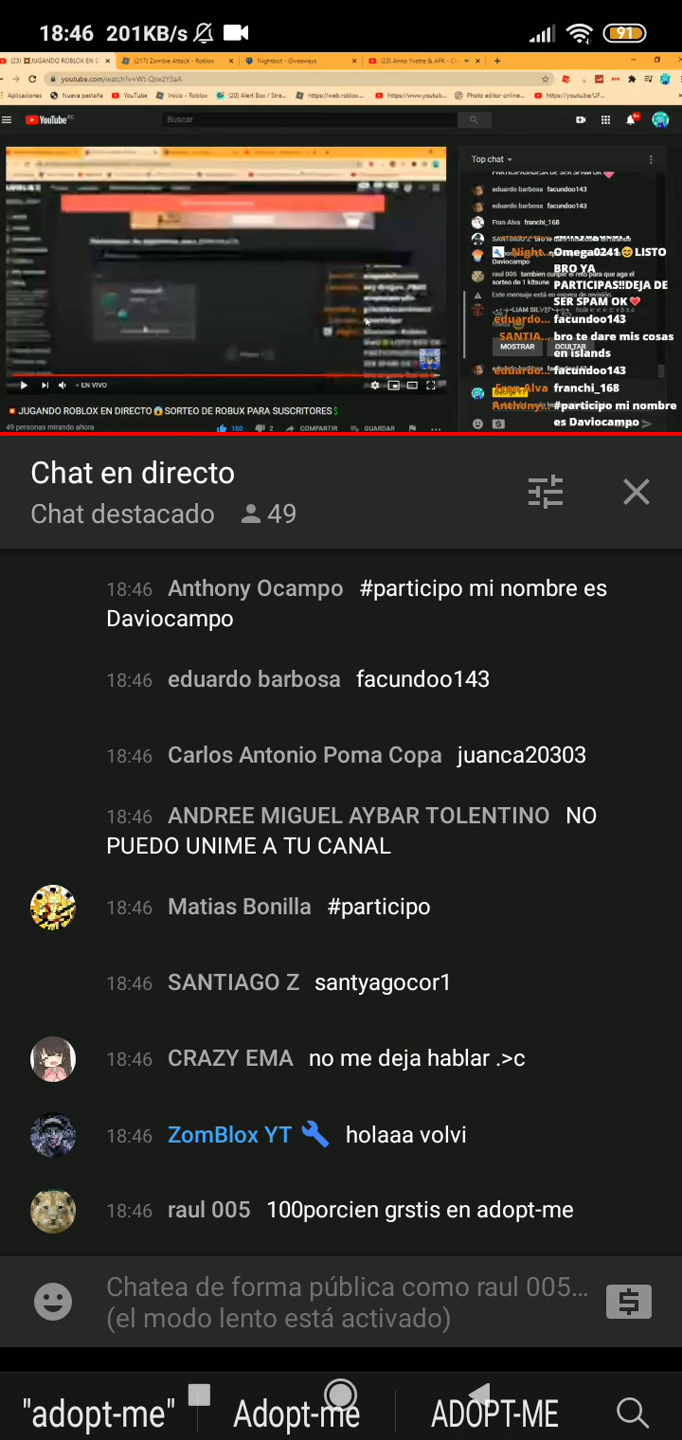 18:46 201KB/s 91
(23) 💥JUGANDO ROBLOX EN D
(217) Zombie Attack - Roblox
Nightbot - Giveaways
(23) Anna Yvette & AFK - C
Aplicaciones
Nueva pestaña
YouTube
Inicio - Roblox
(20) Alert Box / Stre...
https://web.roblox...
https://www.youtub...
Photo editor online...
https://youtu.be/UF...
YouTube
Buscar
Top chat
eduardo barbosa facundoo143
eduardo barbosa facundoo143
Fran Alva franchi_168
Daviocampo
raul 005 tambien cumplir el reto para que aga el
sorteo de 1 kitsune
Este mensaje está en espera de revisión.
MOSTRAR
OCULTAR
Night... Omega0241😊LISTO
BRO YA
PARTICIPAS!!DEJA DE
SER SPAM OK❤️
eduardo... facundoo143
SANTIA... bro te dare mis cosas
en islands
eduardo... facundoo143
Fran Alva franchi_168
Anthony... #participo mi nombre
es Daviocampo
George YT
EN VIVO
💥 JUGANDO ROBLOX EN DIRECTO😱SORTEO DE ROBUX PARA SUSCRITORES💲
49 personas mirando ahora
150
2
COMPARTIR
GUARDAR
Chat en directo
Chat destacado 49
18:46 Anthony Ocampo #participo mi nombre es
Daviocampo
18:46 eduardo barbosa facundoo143
18:46 Carlos Antonio Poma Copa juanca20303
18:46 ANDREE MIGUEL AYBAR TOLENTINO NO
PUEDO UNIME A TU CANAL
18:46 Matias Bonilla #participo
18:46 SANTIAGO Z santyagocor1
18:46 CRAZY EMA no me deja hablar .>c
18:46 ZomBlox YT holaaa volvi
18:46 raul 005 100porcien grstis en adopt-me
Chatea de forma pública como raul 005...
(el modo lento está activado)
"adopt-me" Adopt-me ADOPT-ME